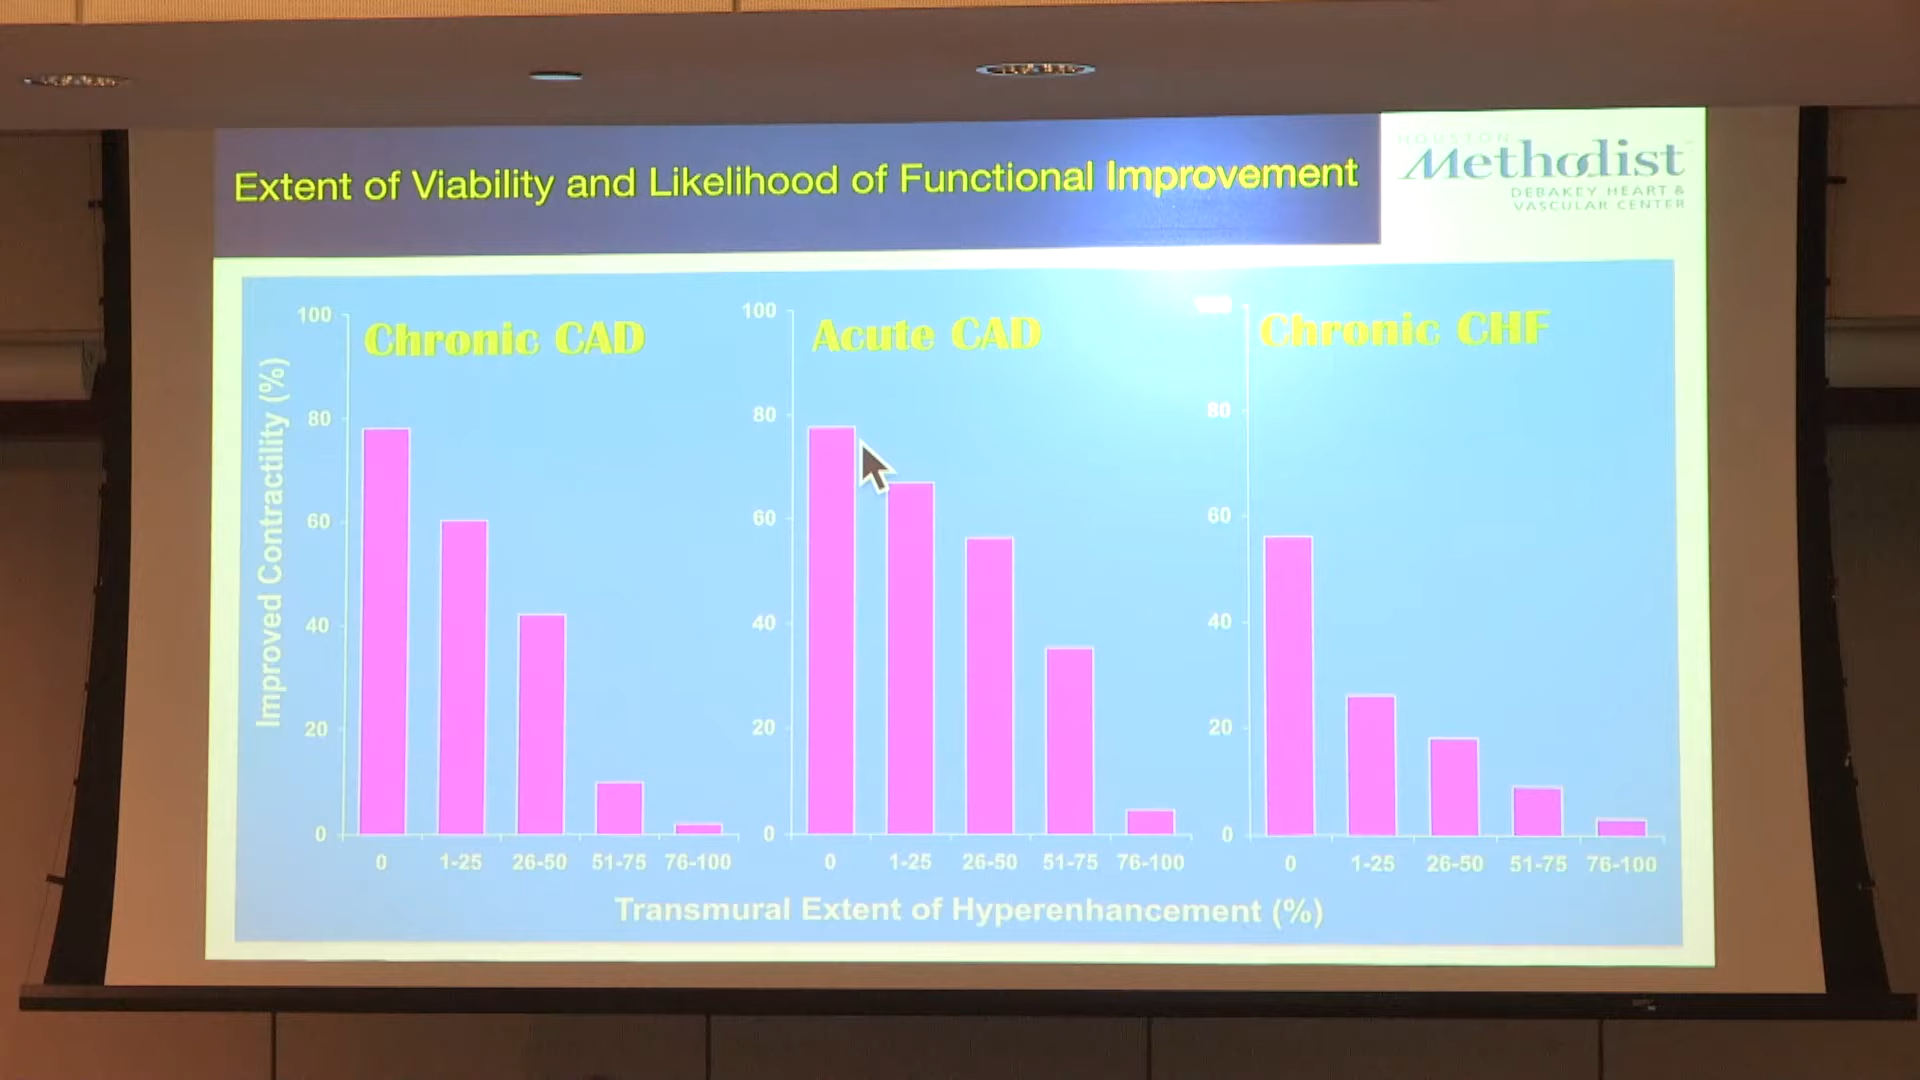 Extent of Viability and Likelihood of Functional Improvement
HOUSTON
Methodist
DEBAKEY HEART &
VASCULAR CENTER
Improved Contractility (%)
Chronic CAD
100
80
60
40
20
0
0 1-25 26-50 51-75 76-100
Acute CAD
100
80
60
40
20
0
0 1-25 26-50 51-75 76-100
Chronic CHF
100
80
60
40
20
0
0 1-25 26-50 51-75 76-100
Transmural Extent of Hyperenhancement (%)